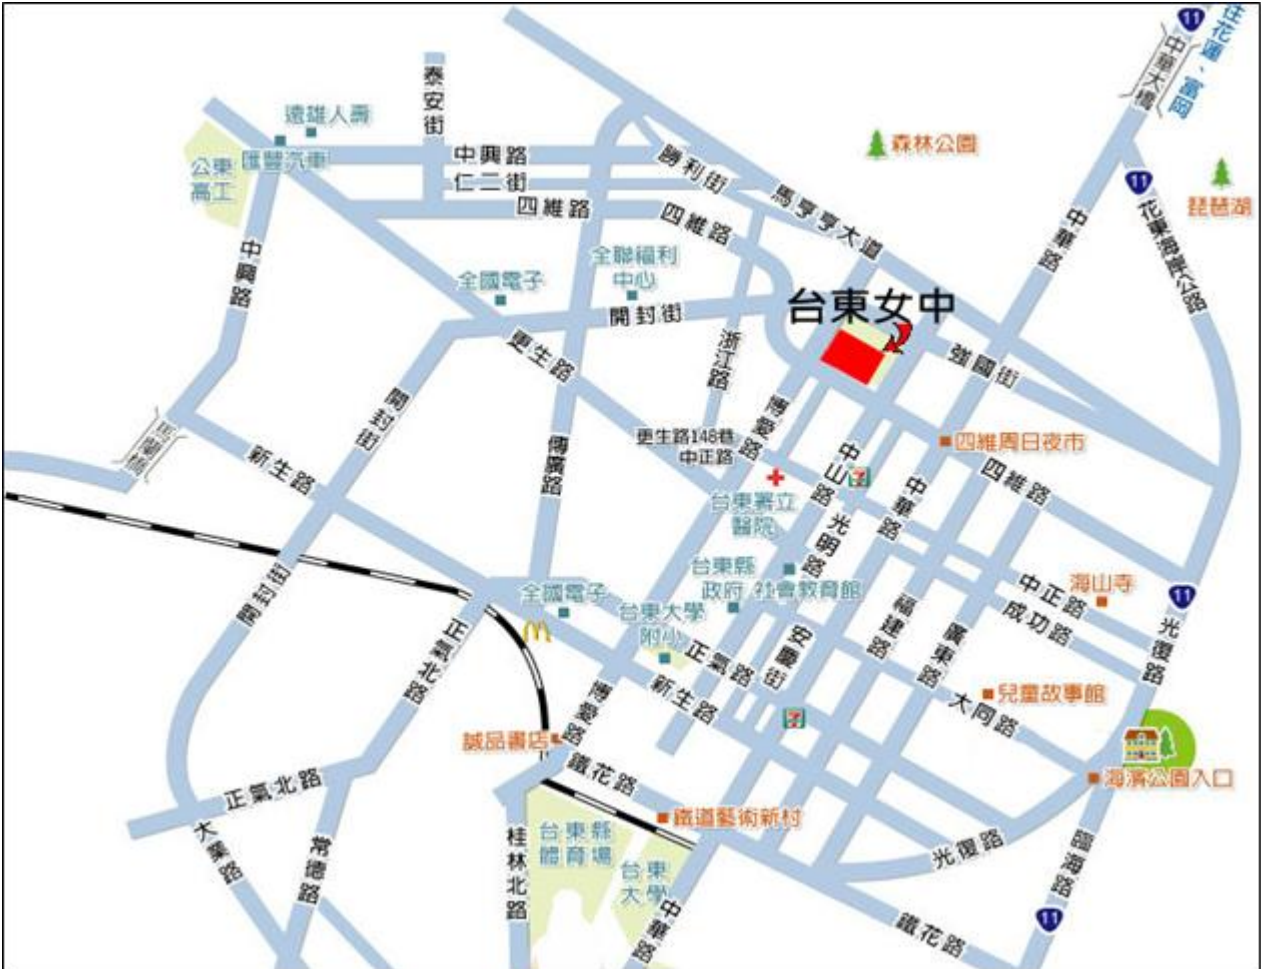 11
往花蓮、富岡
中華大橋
泰安街
遠雄人壽
匯豐汽車
公東
高工
中興路
仁二街
四維路
勝利街
四維路
馬亨亨大道
森林公園
11
琵琶湖
花東海岸公路
中華路
中興路
全國電子
全聯福利
中心
開封街
台東女中
更生路
浙江路
強國街
馬蘭橋
新生路
開封街
傳廣路
更生路148巷
中正路
博愛路
中山路
7
四維周日夜市
四維路
中華路
台東署立
醫院
光明路
台東縣
政府
社會教育館
開封街
正氣北路
全國電子
台東大學
附小
正氣路
安慶街
福建路
廣東路
中正路
成功路
海山寺
11
光復路
新生路
博愛路
7
大同路
兒童故事館
誠品書店
鐵花路
海濱公園入口
正氣北路
大業路
常德路
桂林北路
台東縣
體育場
台東
大學
鐵道藝術新村
中華路
光復路
臨海路
11
鐵花路